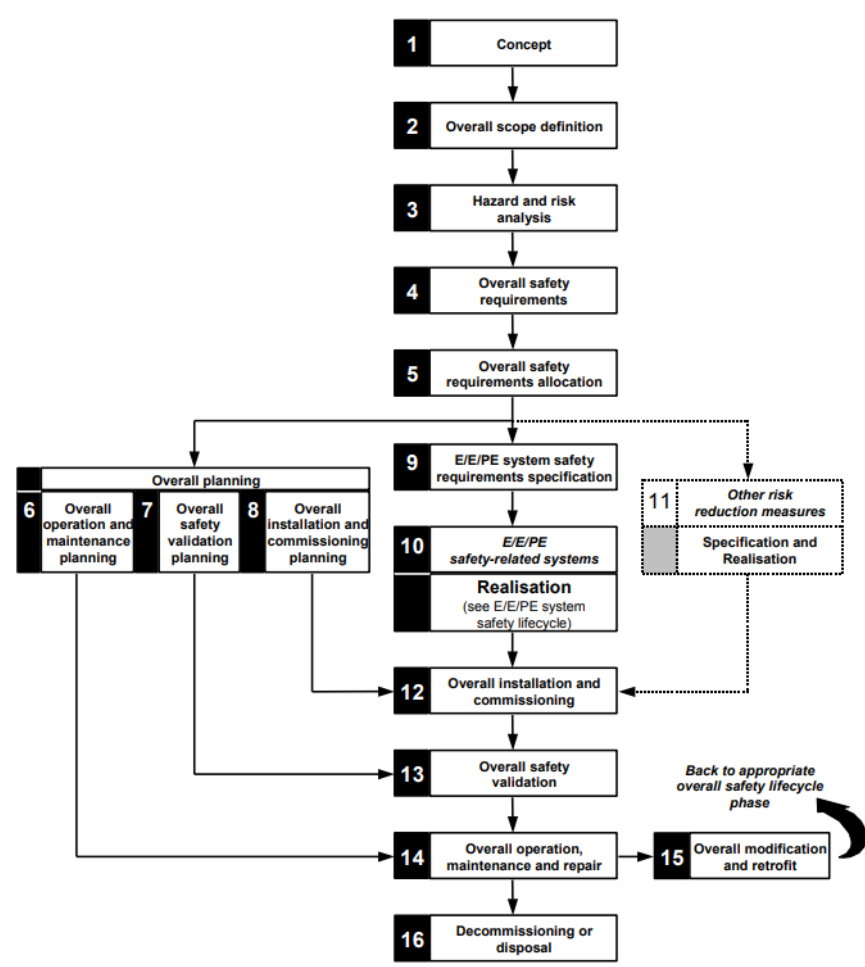 1
Concept
2
Overall scope definition
3
Hazard and risk
analysis
4
Overall safety
requirements
5
Overall safety
requirements allocation
Overall planning
6
Overall
operation and
maintenance
planning
7
Overall
safety
validation
planning
8
Overall
installation and
commissioning
planning
9
E/E/PE system safety
requirements specification
10
E/E/PE
safety-related systems
Realisation
(see E/E/PE system
safety lifecycle)
11
Other risk
reduction measures
Specification and
Realisation
12
Overall installation and
commissioning
13
Overall safety
validation
Back to appropriate
overall safety lifecycle
phase
14
Overall operation,
maintenance and repair
15
Overall modification
and retrofit
16
Decommissioning or
disposal